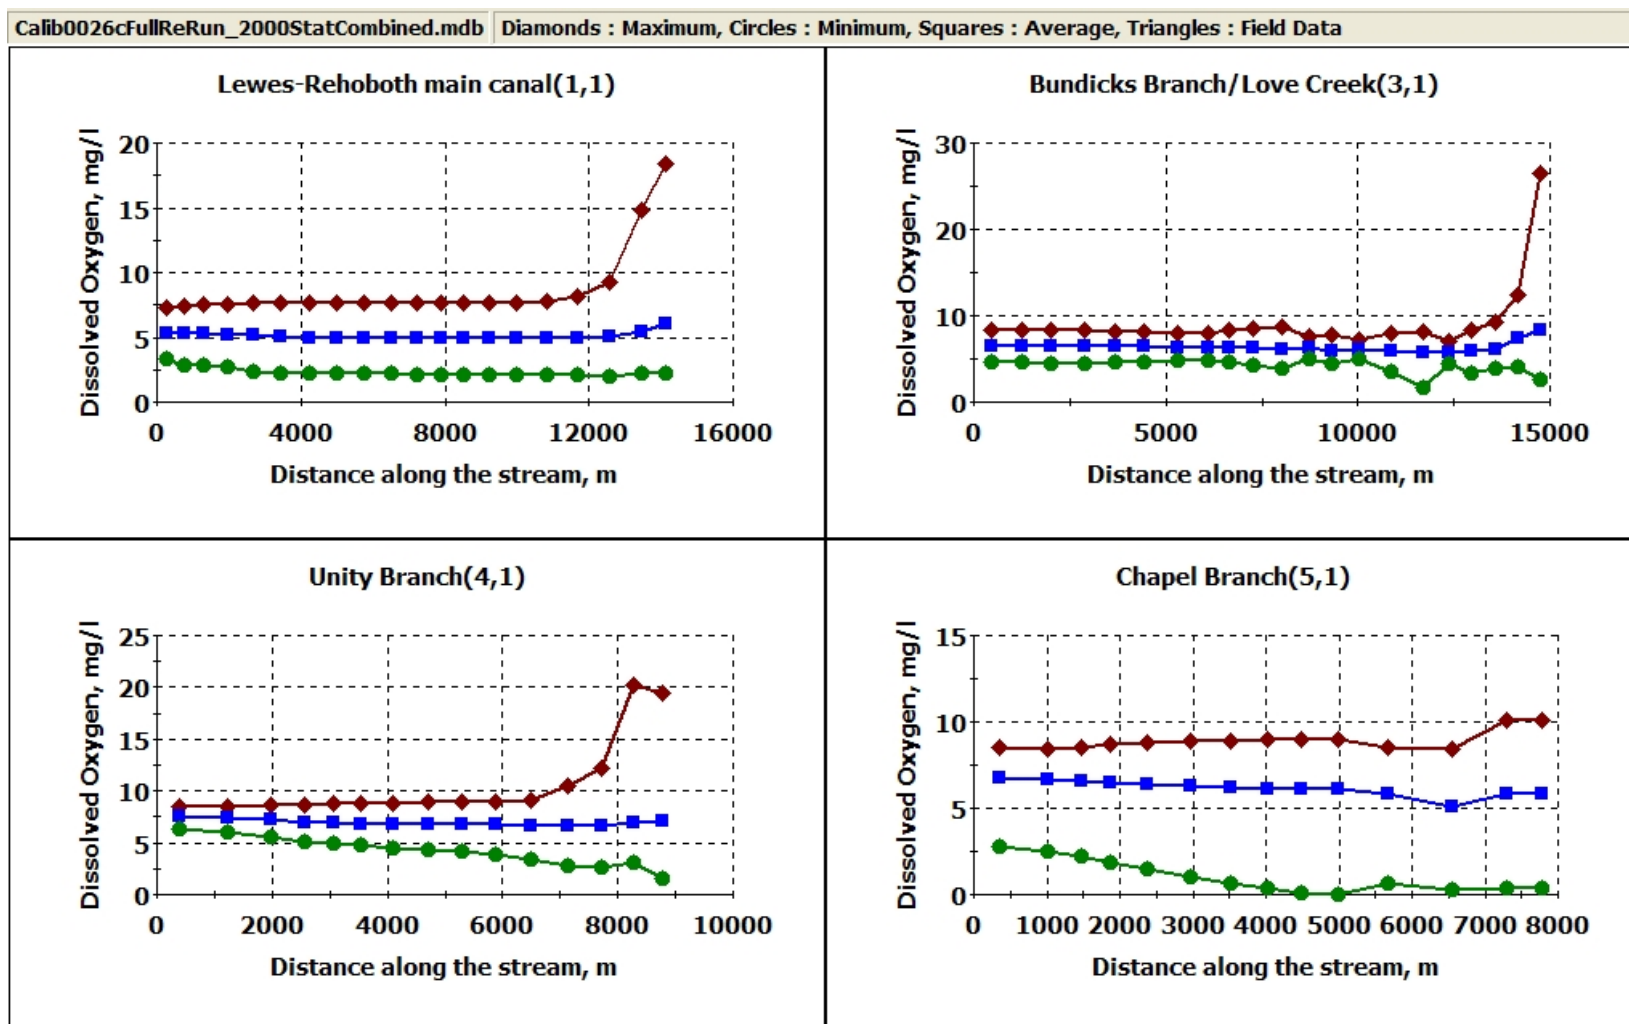 Calib0026cFullReRun_2000StatCombined.mdb
Diamonds : Maximum, Circles : Minimum, Squares : Average, Triangles : Field Data
Lewes-Rehoboth main canal(1,1)
Dissolved Oxygen, mg/l
20
15
10
5
0
0 4000 8000 12000 16000
Distance along the stream, m
Bundicks Branch/Love Creek(3,1)
Dissolved Oxygen, mg/l
30
20
10
0
0 5000 10000 15000
Distance along the stream, m
Unity Branch(4,1)
Dissolved Oxygen, mg/l
25
20
15
10
5
0
0 2000 4000 6000 8000 10000
Distance along the stream, m
Chapel Branch(5,1)
Dissolved Oxygen, mg/l
15
10
5
0
0 1000 2000 3000 4000 5000 6000 7000 8000
Distance along the stream, m